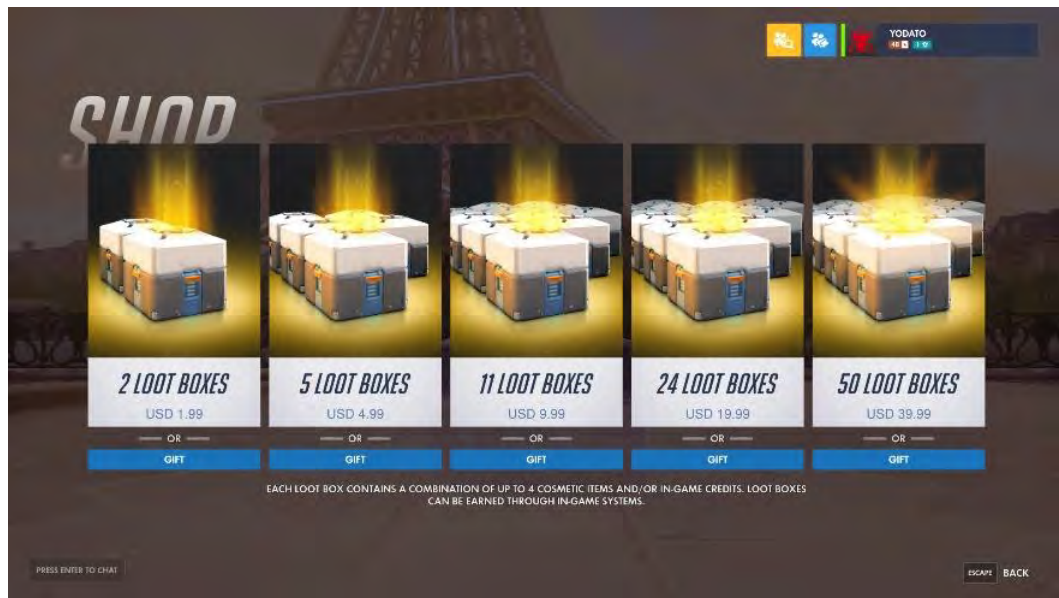 YODATO
SHOP
2 LOOT BOXES
USD 1.99
OR
GIFT
5 LOOT BOXES
USD 4.99
OR
GIFT
11 LOOT BOXES
USD 9.99
OR
GIFT
24 LOOT BOXES
USD 19.99
OR
GIFT
50 LOOT BOXES
USD 39.99
OR
GIFT
EACH LOOT BOX CONTAINS A COMBINATION OF UP TO 4 COSMETIC ITEMS AND/OR IN-GAME CREDITS. LOOT BOXES
CAN BE EARNED THROUGH IN-GAME SYSTEMS.
PRESS ENTER TO CHAT
ESCAPE BACK